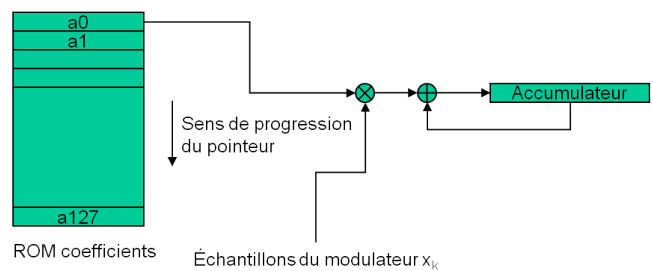 a0
a1
a127
ROM coefficients
Sens de progression
du pointeur
Échantillons du modulateur xk
Accumulateur